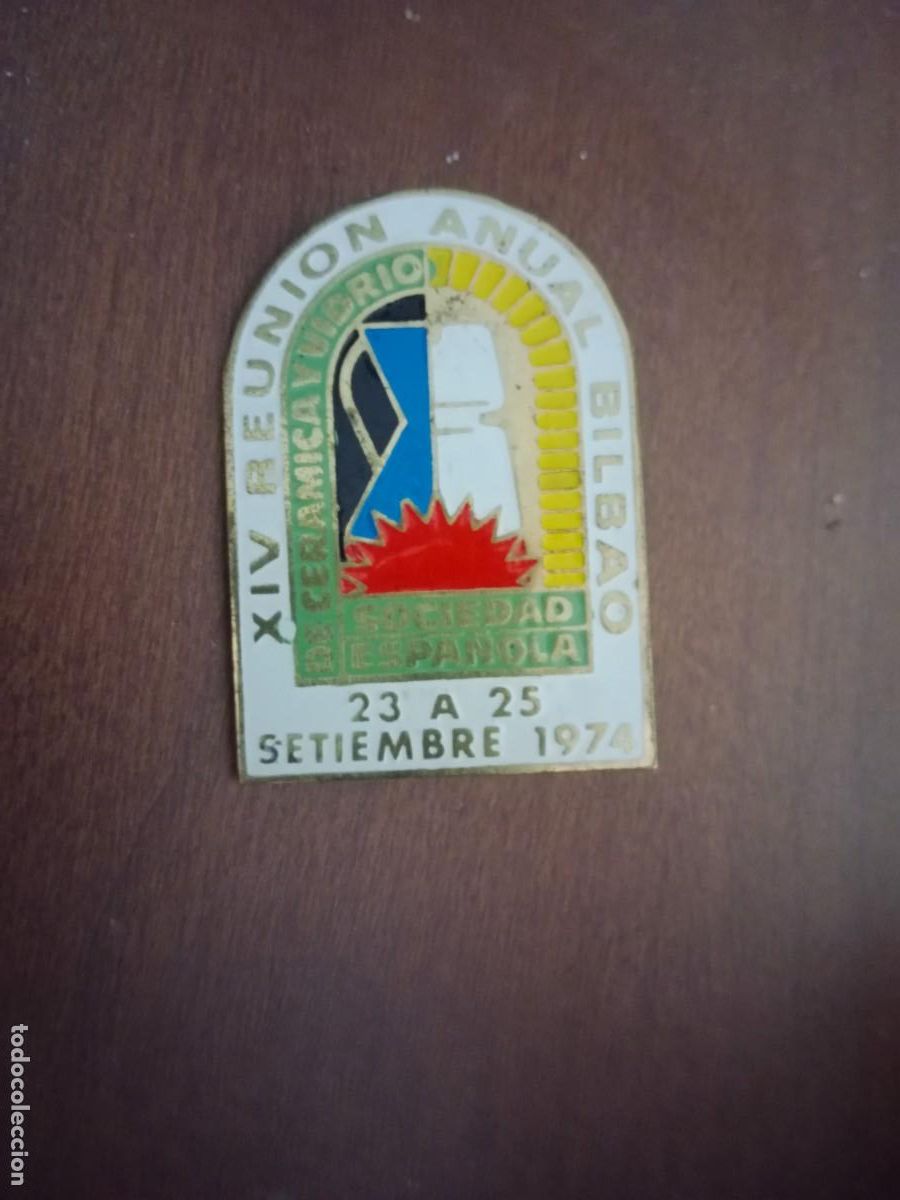 XIV REUNION ANUAL BILBAO
SOCIEDAD
ESPAÑOLA
DE CERAMICA Y VIDRIO
23 A 25
SETIEMBRE 1974
todocoleccion